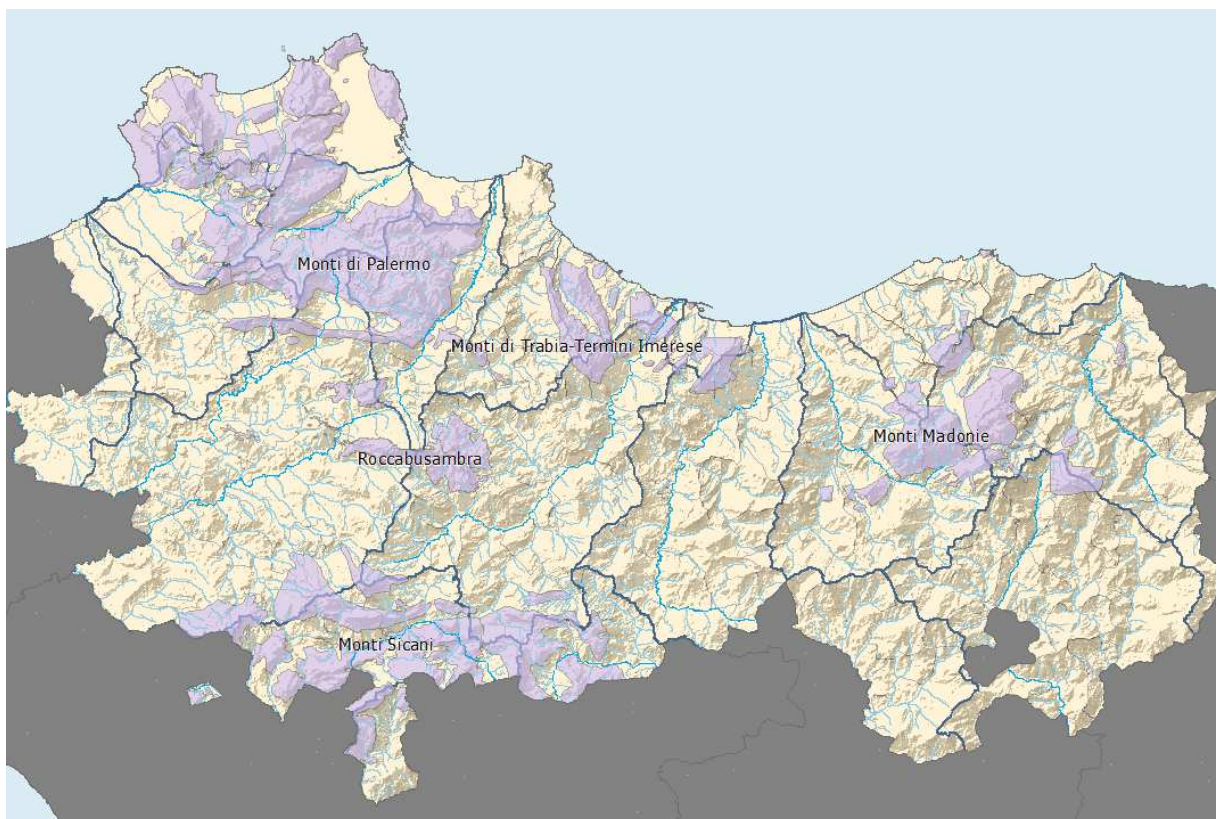 Monti di Palermo
Monti di Trabia-Termini Imerese
Monti Madonie
Roccabusambra
Monti Sicani